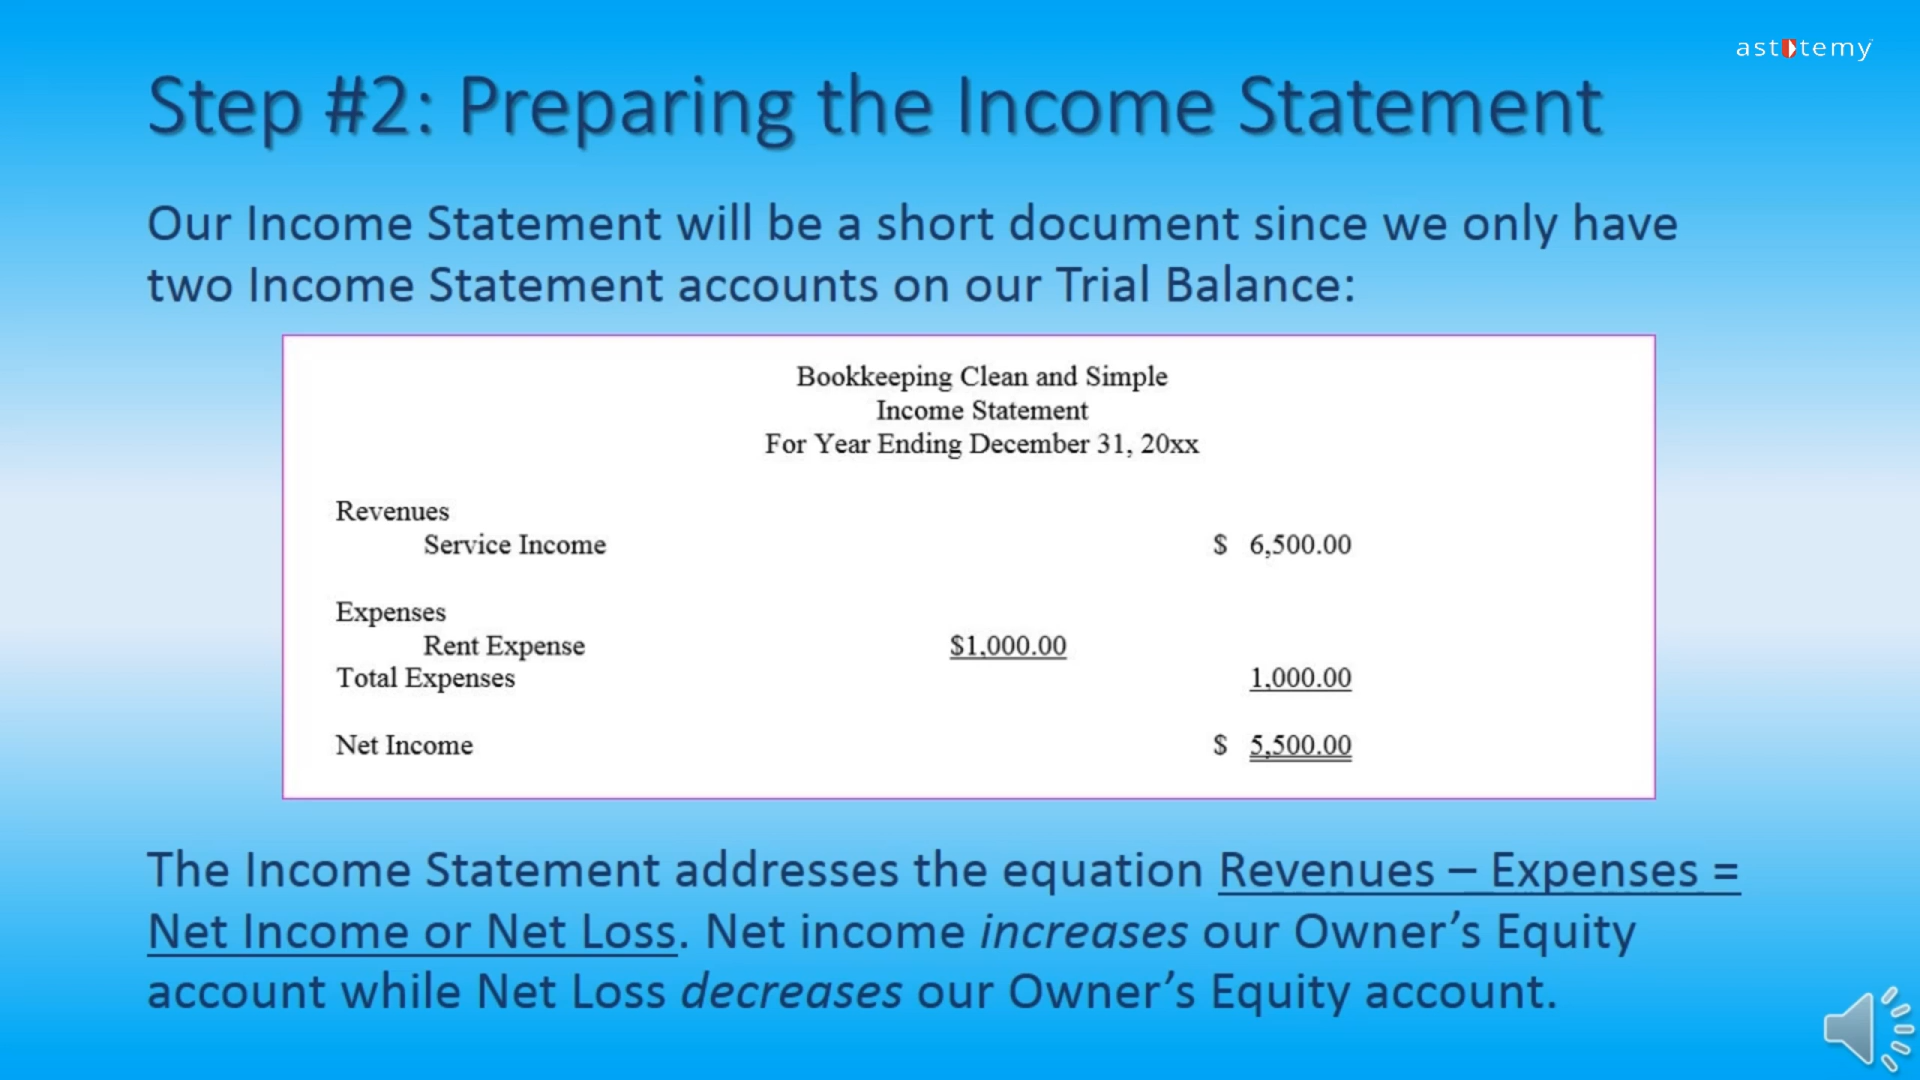 astutemy
Step #2: Preparing the Income Statement
Our Income Statement will be a short document since we only have
two Income Statement accounts on our Trial Balance:
Bookkeeping Clean and Simple
Income Statement
For Year Ending December 31, 20xx
Revenues
Service Income $ 6,500.00
Expenses
Rent Expense $1,000.00
Total Expenses 1,000.00
Net Income $ 5,500.00
The Income Statement addresses the equation Revenues – Expenses =
Net Income or Net Loss. Net income increases our Owner’s Equity
account while Net Loss decreases our Owner’s Equity account.